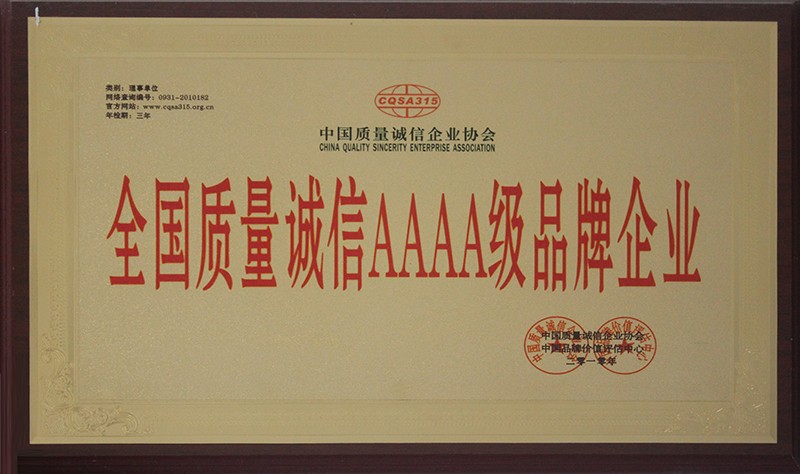 类别：理事单位
网络查询编号：0931-2010182
官方网站：www.cqsa315.org.cn
年检期：三年
CQSA315
中国质量诚信企业协会
CHINA QUALITY SINCERITY ENTERPRISE ASSOCIATION
全国质量诚信AAAA级品牌企业
中国质量诚信企业协会
中国品牌价值评估中心
二零一零年